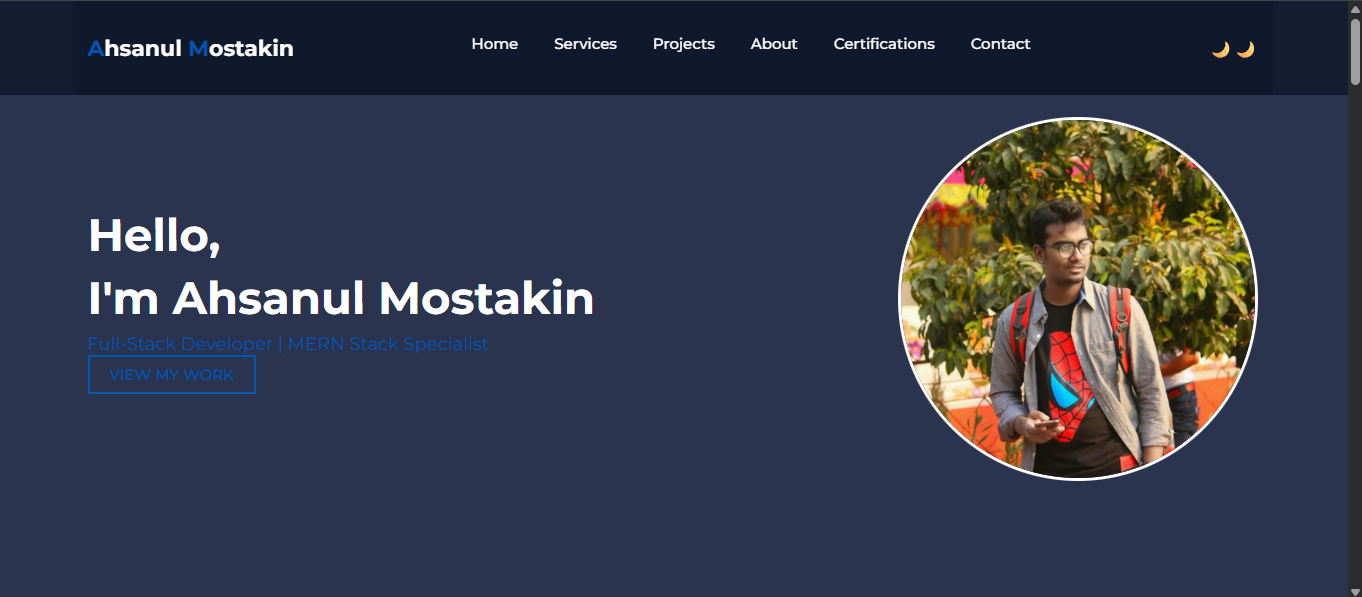 Ahsanul Mostakin
Home Services Projects About Certifications Contact
Hello,
I'm Ahsanul Mostakin
Full-Stack Developer | MERN Stack Specialist
VIEW MY WORK